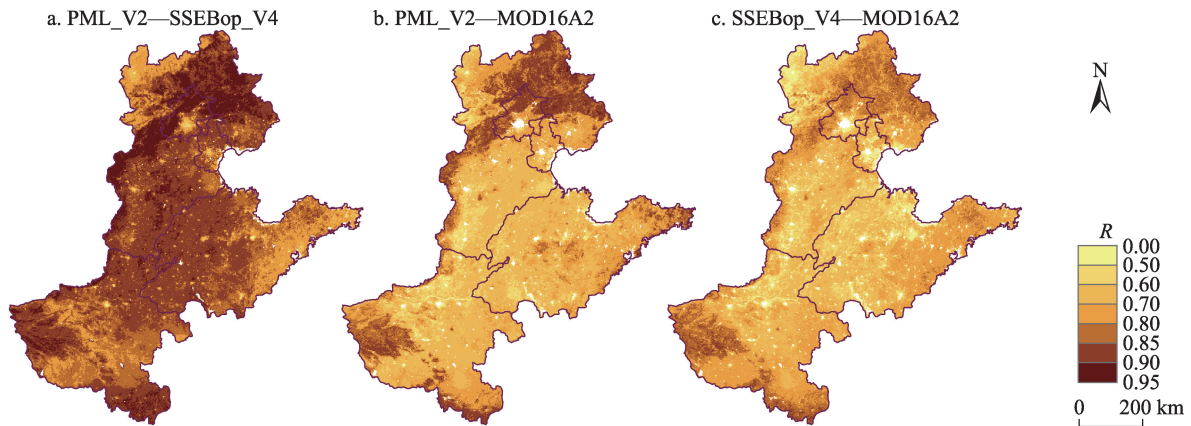 a. PML_V2—SSEBop_V4
b. PML_V2—MOD16A2
c. SSEBop_V4—MOD16A2
N
R
0.00
0.50
0.60
0.70
0.80
0.85
0.90
0.95
0 200 km